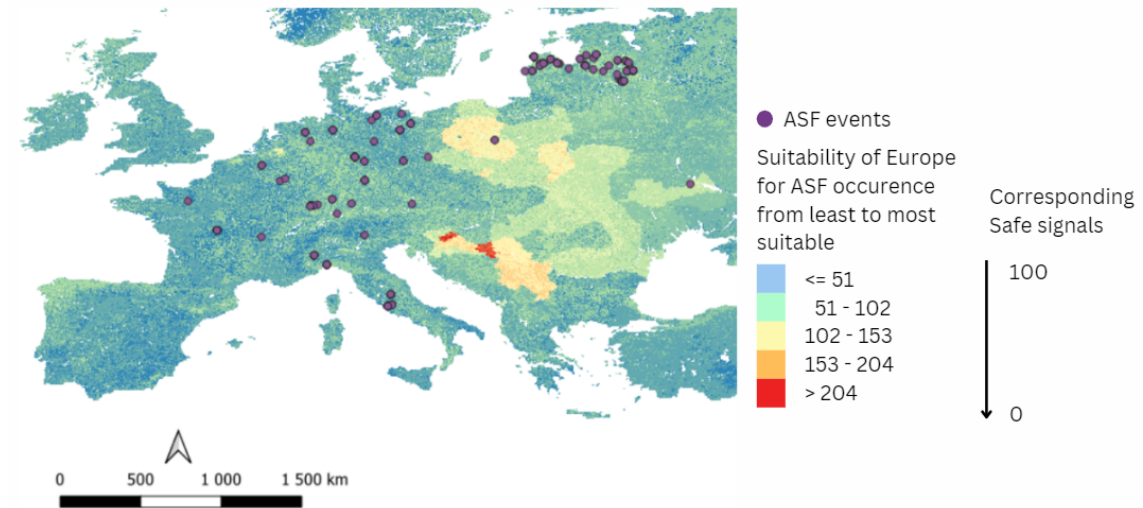 ASF events
Suitability of Europe
for ASF occurence
from least to most
suitable
<= 51
51 - 102
102 - 153
153 - 204
> 204
Corresponding
Safe signals
100
0
0 500 1 000 1 500 km